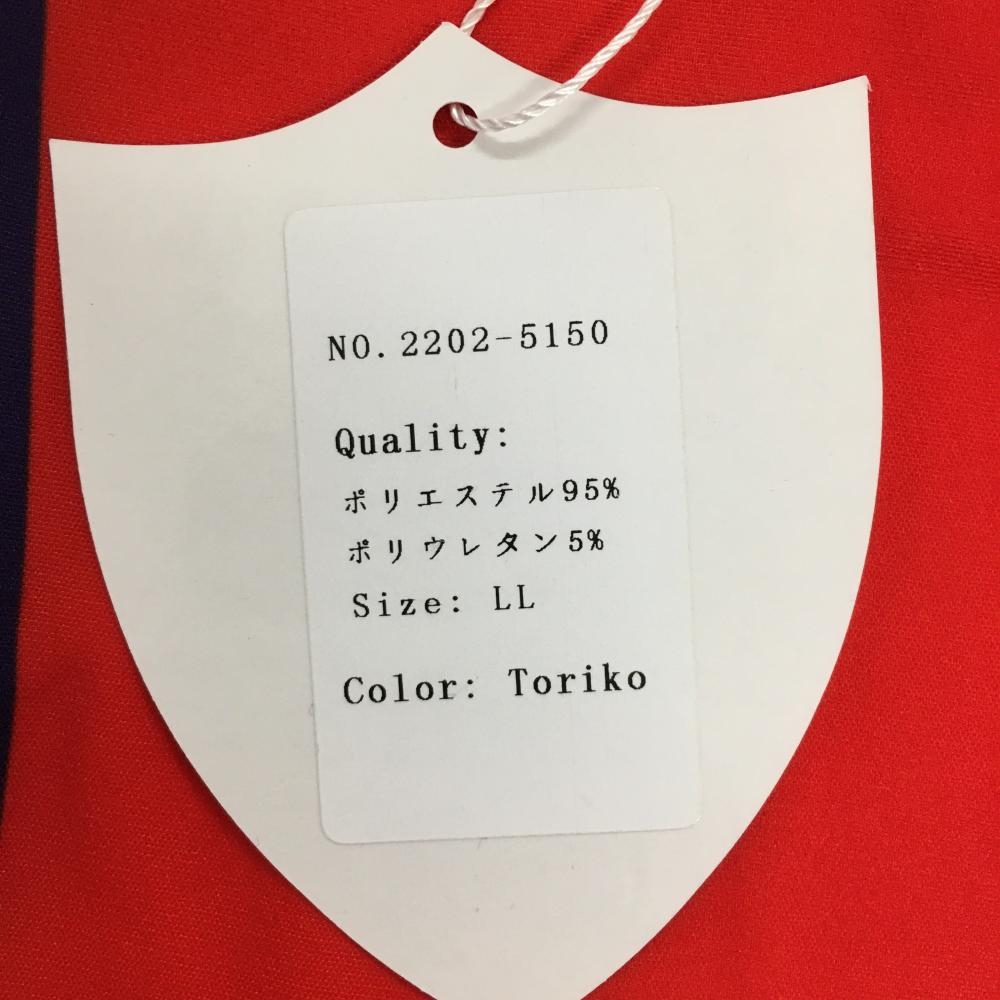 NO.2202-5150
Quality:
ポリエステル95%
ポリウレタン5%
Size: LL
Color: Toriko